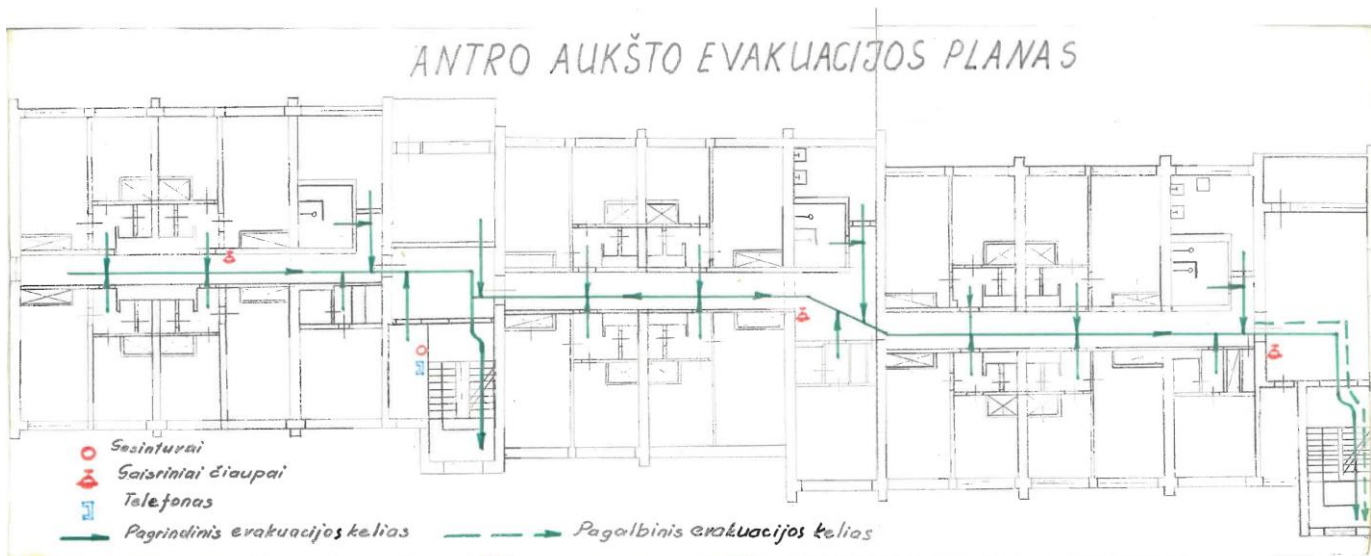 ANTRO AUKŠTO EVAKUACIJOS PLANAS
Gesintuvai
Gaisriniai čiaupai
Telefonas
Pagrindinis evakuacijos kelias
Pagalbinis evakuacijos kelias